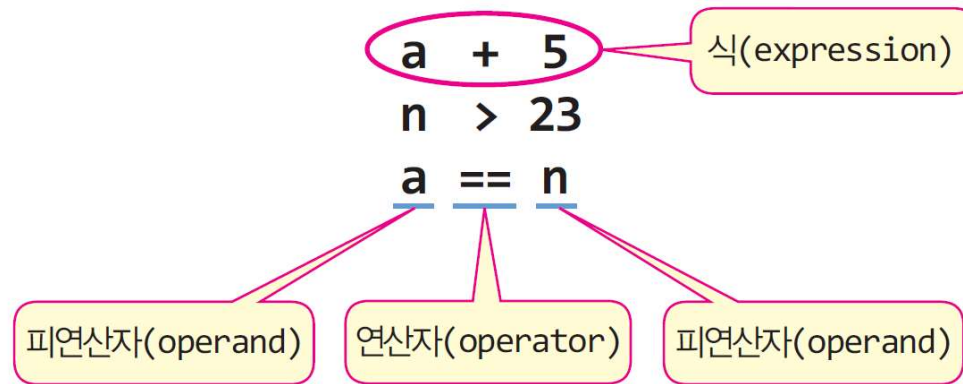 a + 5
식(expression)
n > 23
a == n
피연산자(operand)
연산자(operator)
피연산자(operand)